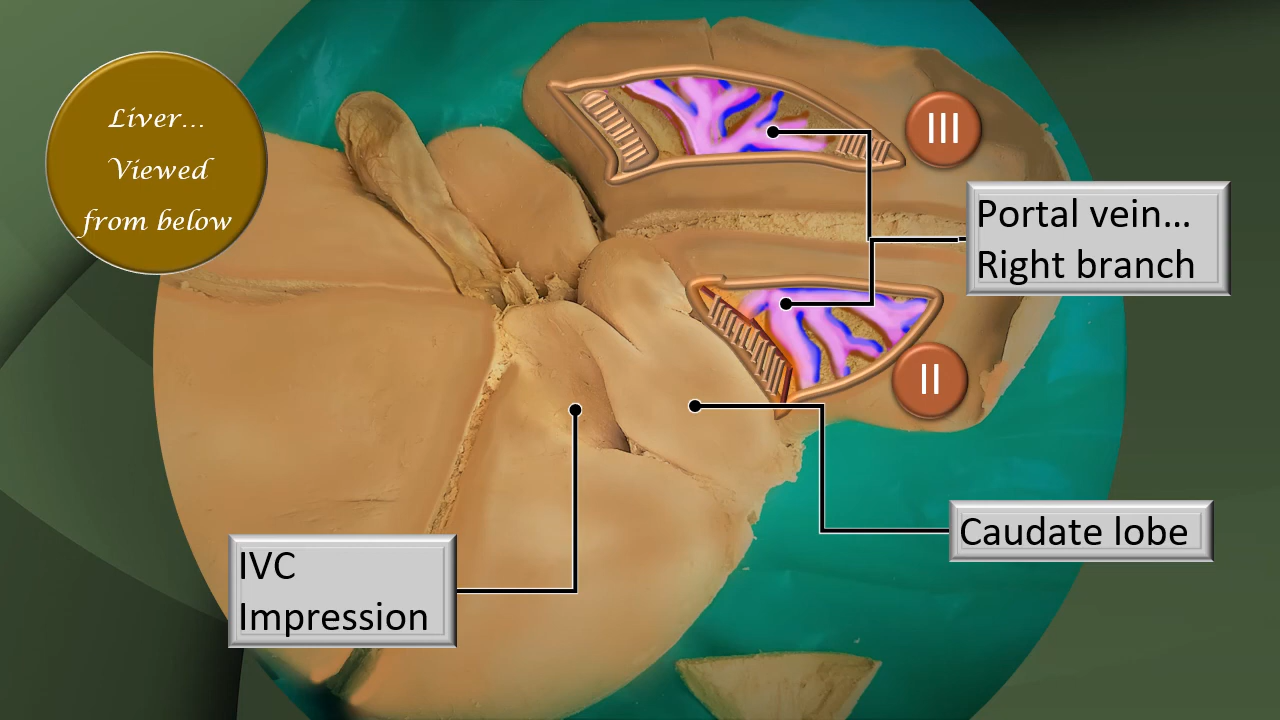 Liver...
Viewed
from below
III
Portal vein...
Right branch
II
Caudate lobe
IVC
Impression